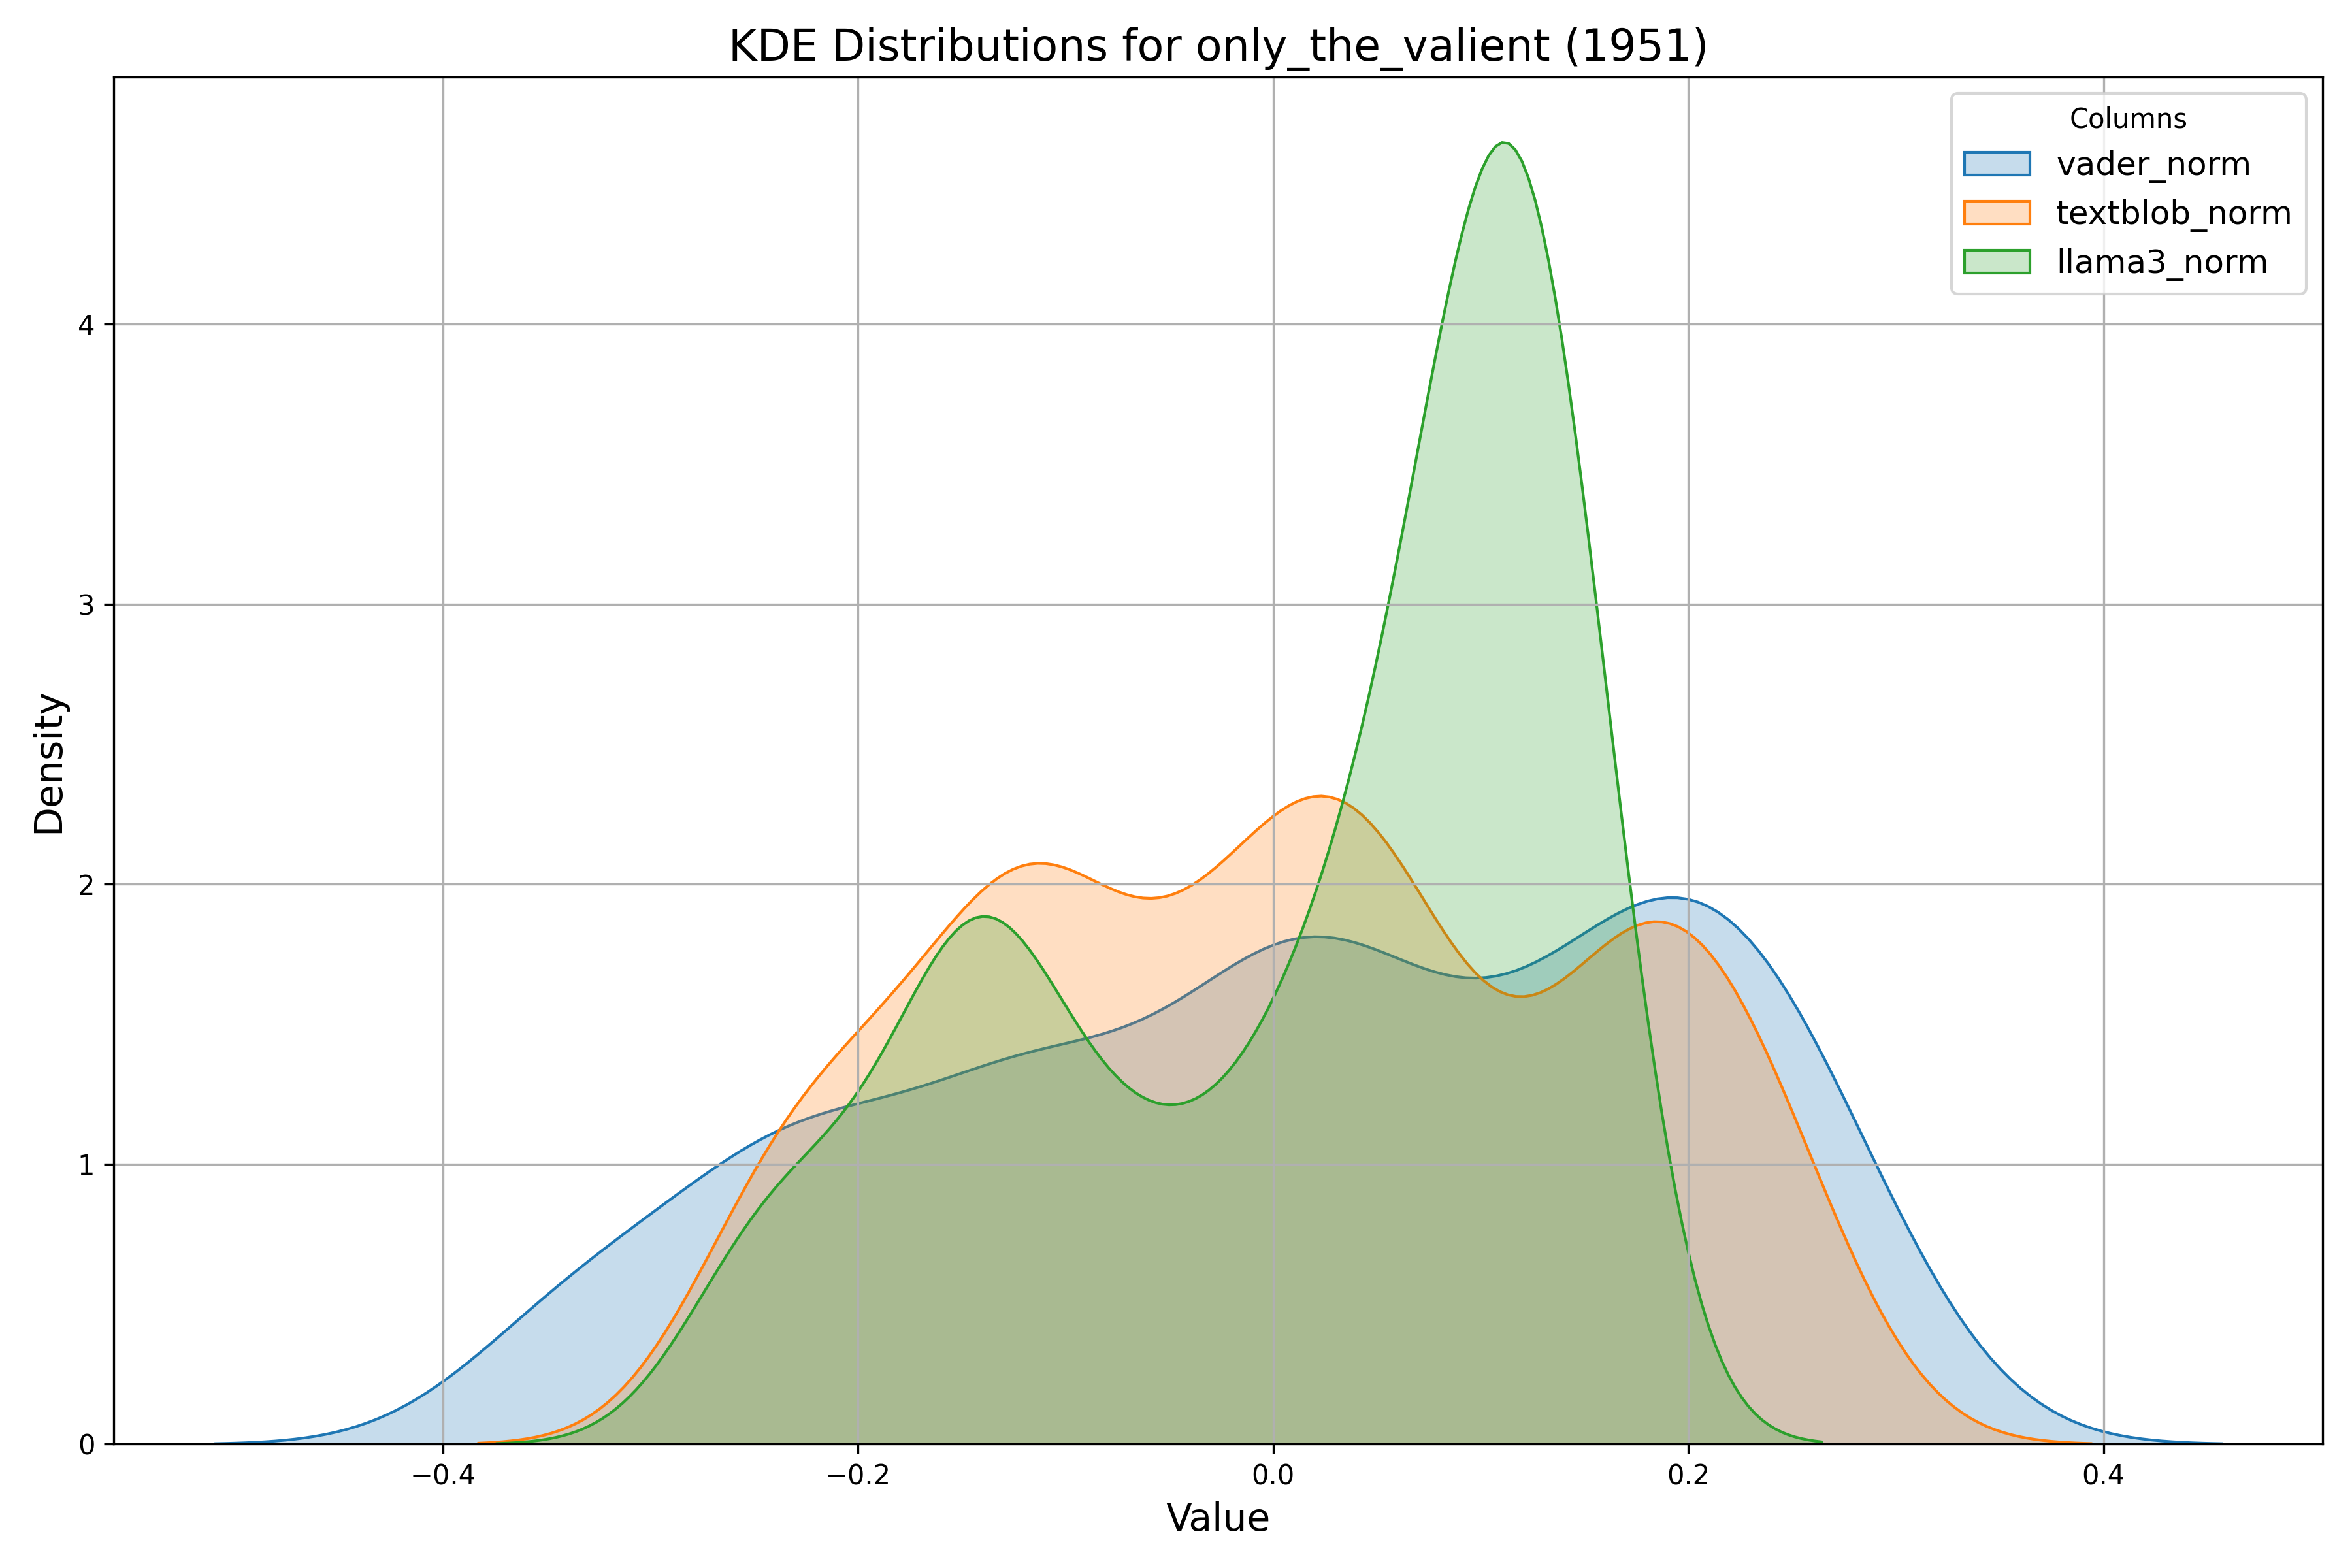 KDE Distributions for only_the_valient (1951)
Columns
vader_norm
textblob_norm
llama3_norm
Density
4
3
2
1
0
−0.4
−0.2
0.0
0.2
0.4
Value